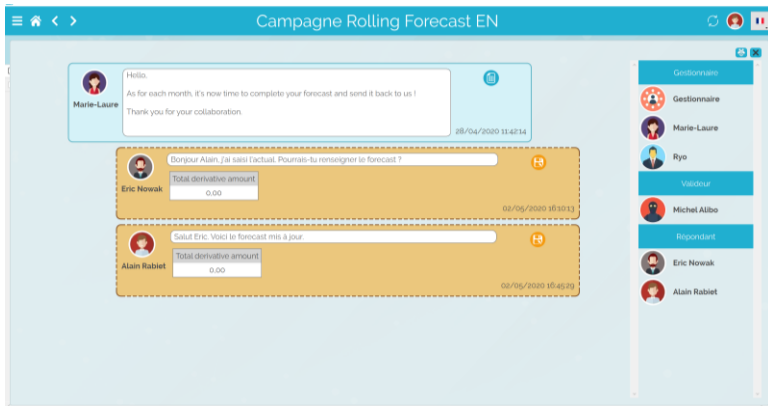 Campagne Rolling Forecast EN
Hello,
As for each month, it's now time to complete your forecast and send it back to us !
Thank you for your collaboration.
Marie-Laure
28/04/2020 11:42:14
Bonjour Alain, j'ai saisi l'actual. Pourrais-tu renseigner le forecast ?
Total derivative amount
0.00
Eric Nowak
02/05/2020 16:10:13
Salut Eric. Voici le forecast mis à jour.
Total derivative amount
0.00
Alain Rabiet
02/05/2020 16:45:29
Gestionnaire
Gestionnaire
Marie-Laure
Ryo
Valideur
Michel Alibo
Répondant
Eric Nowak
Alain Rabiet